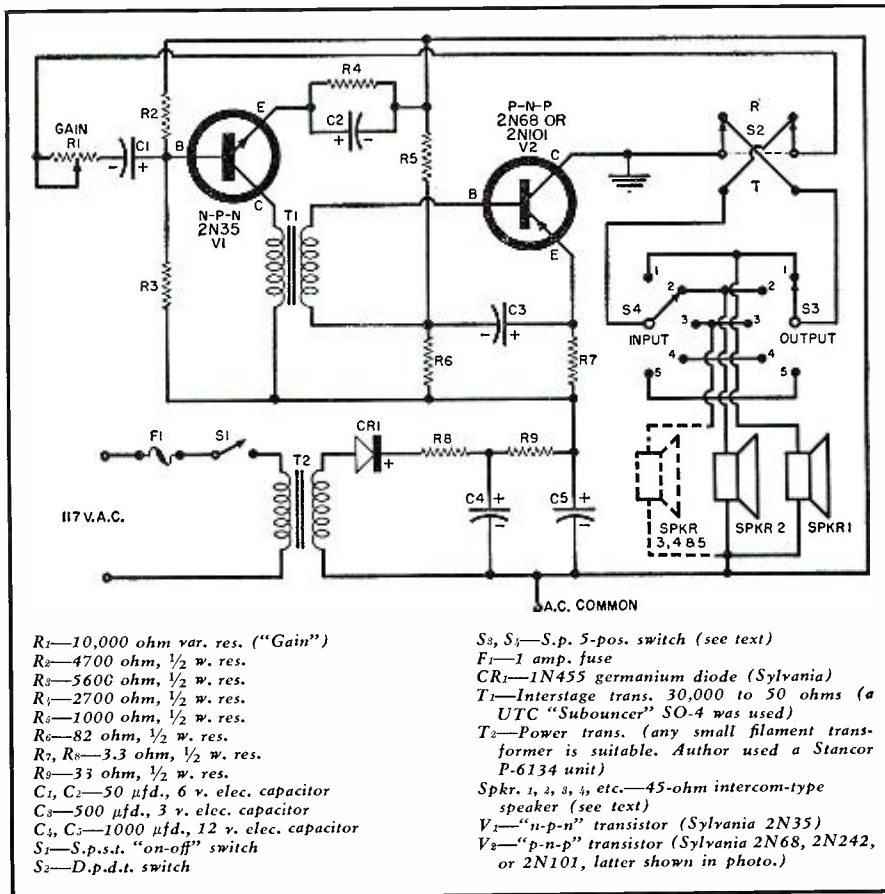 R4
R2
E
C2
+ -
P-N-P
2N68 OR
2N101
V2
R
S2
T
GAIN
R1
C1
- +
B
R5
C
N-P-N
2N35
V1
C
T1
B
E
R3
1
2
3
4
5
1
2
3
4
5
S4
INPUT
S3
OUTPUT
C3
- +
R6
R7
F1
S1
T2
CR1
+
R8
R9
C4
+
-
C5
+
-
117 V.A.C.
SPKR
3,4&5
SPKR 2
SPKR 1
A.C. COMMON
R1—10,000 ohm var. res. ("Gain")
R2—4700 ohm, ½ w. res.
R3—5600 ohm, ½ w. res.
R4—2700 ohm, ½ w. res.
R5—1000 ohm, ½ w. res.
R6—82 ohm, ½ w. res.
R7, R8—3.3 ohm, ½ w. res.
R9—33 ohm, ½ w. res.
C1, C2—50 μfd., 6 v. elec. capacitor
C3—500 μfd., 3 v. elec. capacitor
C4, C5—1000 μfd., 12 v. elec. capacitor
S1—S.p.s.t. "on-off" switch
S2—D.p.d.t. switch
S3, S4—S.p. 5-pos. switch (see text)
F1—1 amp. fuse
CR1—1N455 germanium diode (Sylvania)
T1—Interstage trans. 30,000 to 50 ohms (a
UTC "Subouncer" SO-4 was used)
T2—Power trans. (any small filament trans-
former is suitable. Author used a Stancor
P-6134 unit)
Spkr. 1, 2, 3, 4, etc.—45-ohm intercom-type
speaker (see text)
V1—"n-p-n" transistor (Sylvania 2N35)
V2—"p-n-p" transistor (Sylvania 2N68, 2N242,
or 2N101, latter shown in photo.)